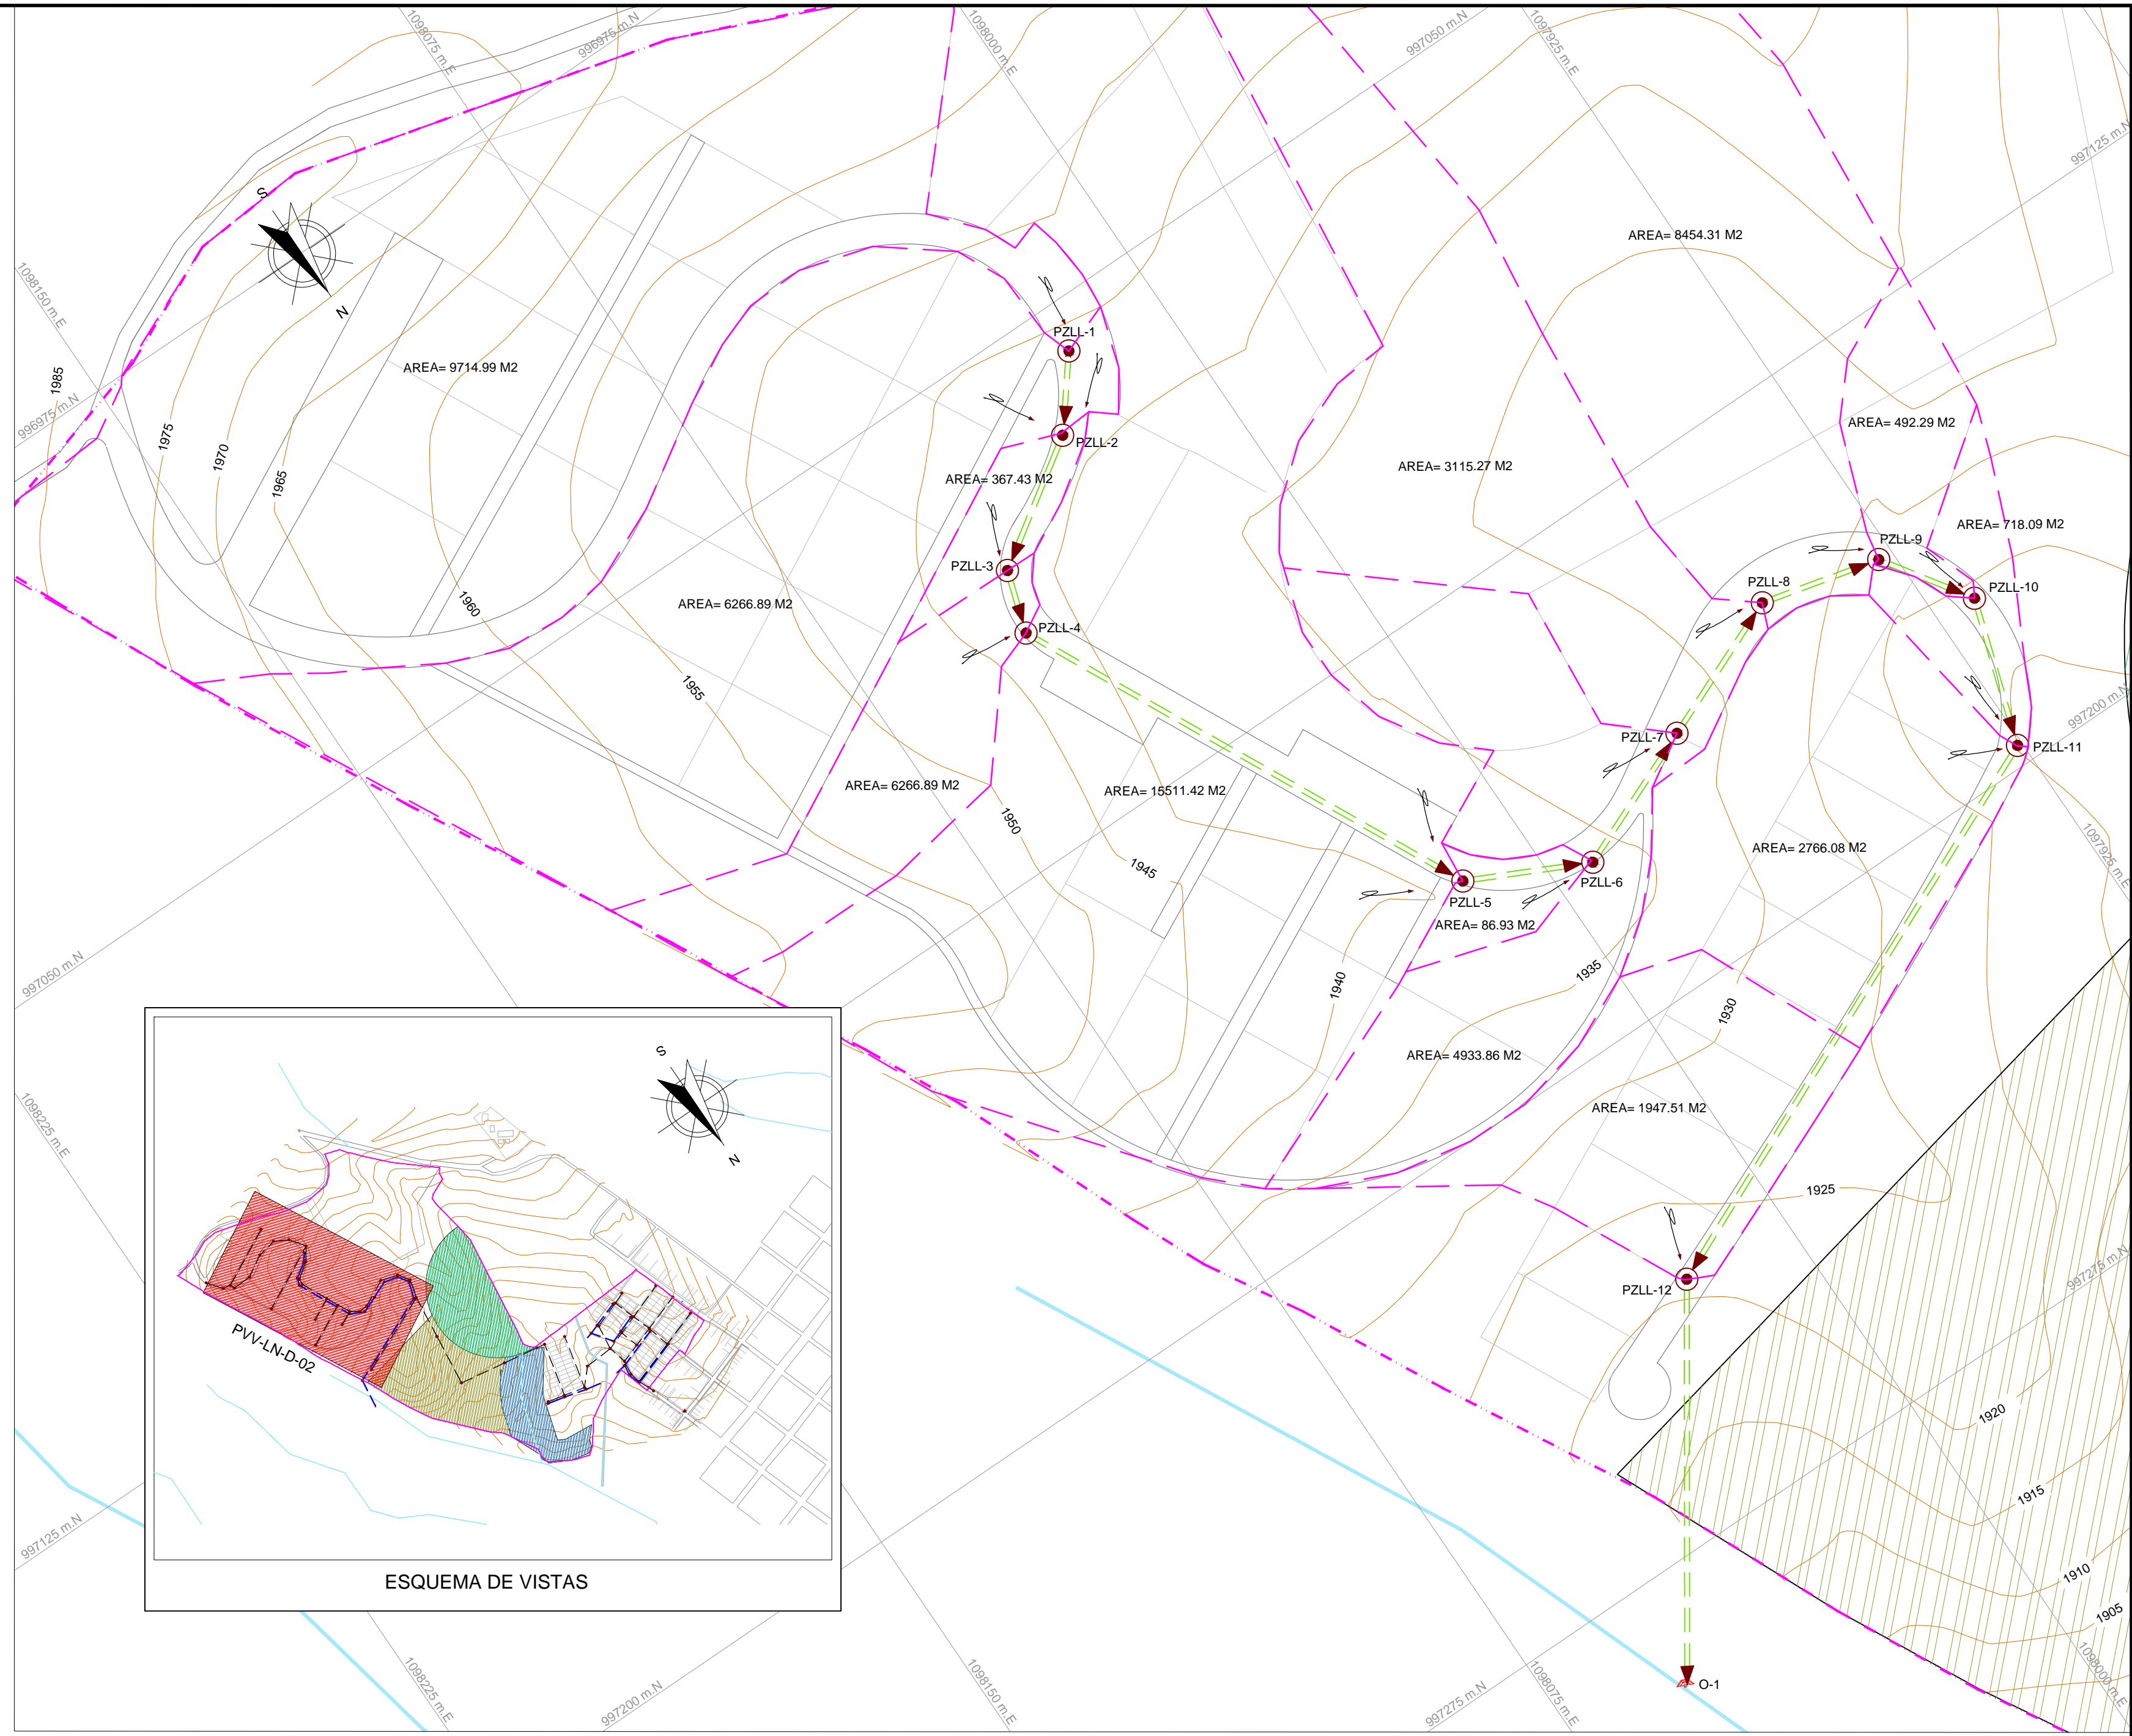 1098075 m.E
996975 m.N
1098000 m.E
997050 m.N
1097925 m.E
997125 m.N
S
N
1098150 m.E
996975 m.N
AREA= 8454.31 M2
PZLL-1
AREA= 9714.99 M2
1985
1975
1970
1965
1960
1955
1950
1945
1940
1935
1930
1925
1920
1915
1910
1905
PZLL-2
AREA= 367.43 M2
AREA= 3115.27 M2
AREA= 492.29 M2
AREA= 718.09 M2
PZLL-3
PZLL-9
PZLL-8
PZLL-10
AREA= 6266.89 M2
PZLL-4
PZLL-7
PZLL-11
997200 m.N
AREA= 6266.89 M2
AREA= 15511.42 M2
AREA= 2766.08 M2
1097925 m.E
PZLL-6
PZLL-5
AREA= 86.93 M2
997050 m.N
AREA= 4933.86 M2
AREA= 1947.51 M2
1098225 m.E
PZLL-12
997275 m.N
S
N
PVV-LN-D-02
ESQUEMA DE VISTAS
997125 m.N
1098225 m.E
997200 m.N
1098150 m.E
997275 m.N
1098075 m.E
1098000 m.E
O-1